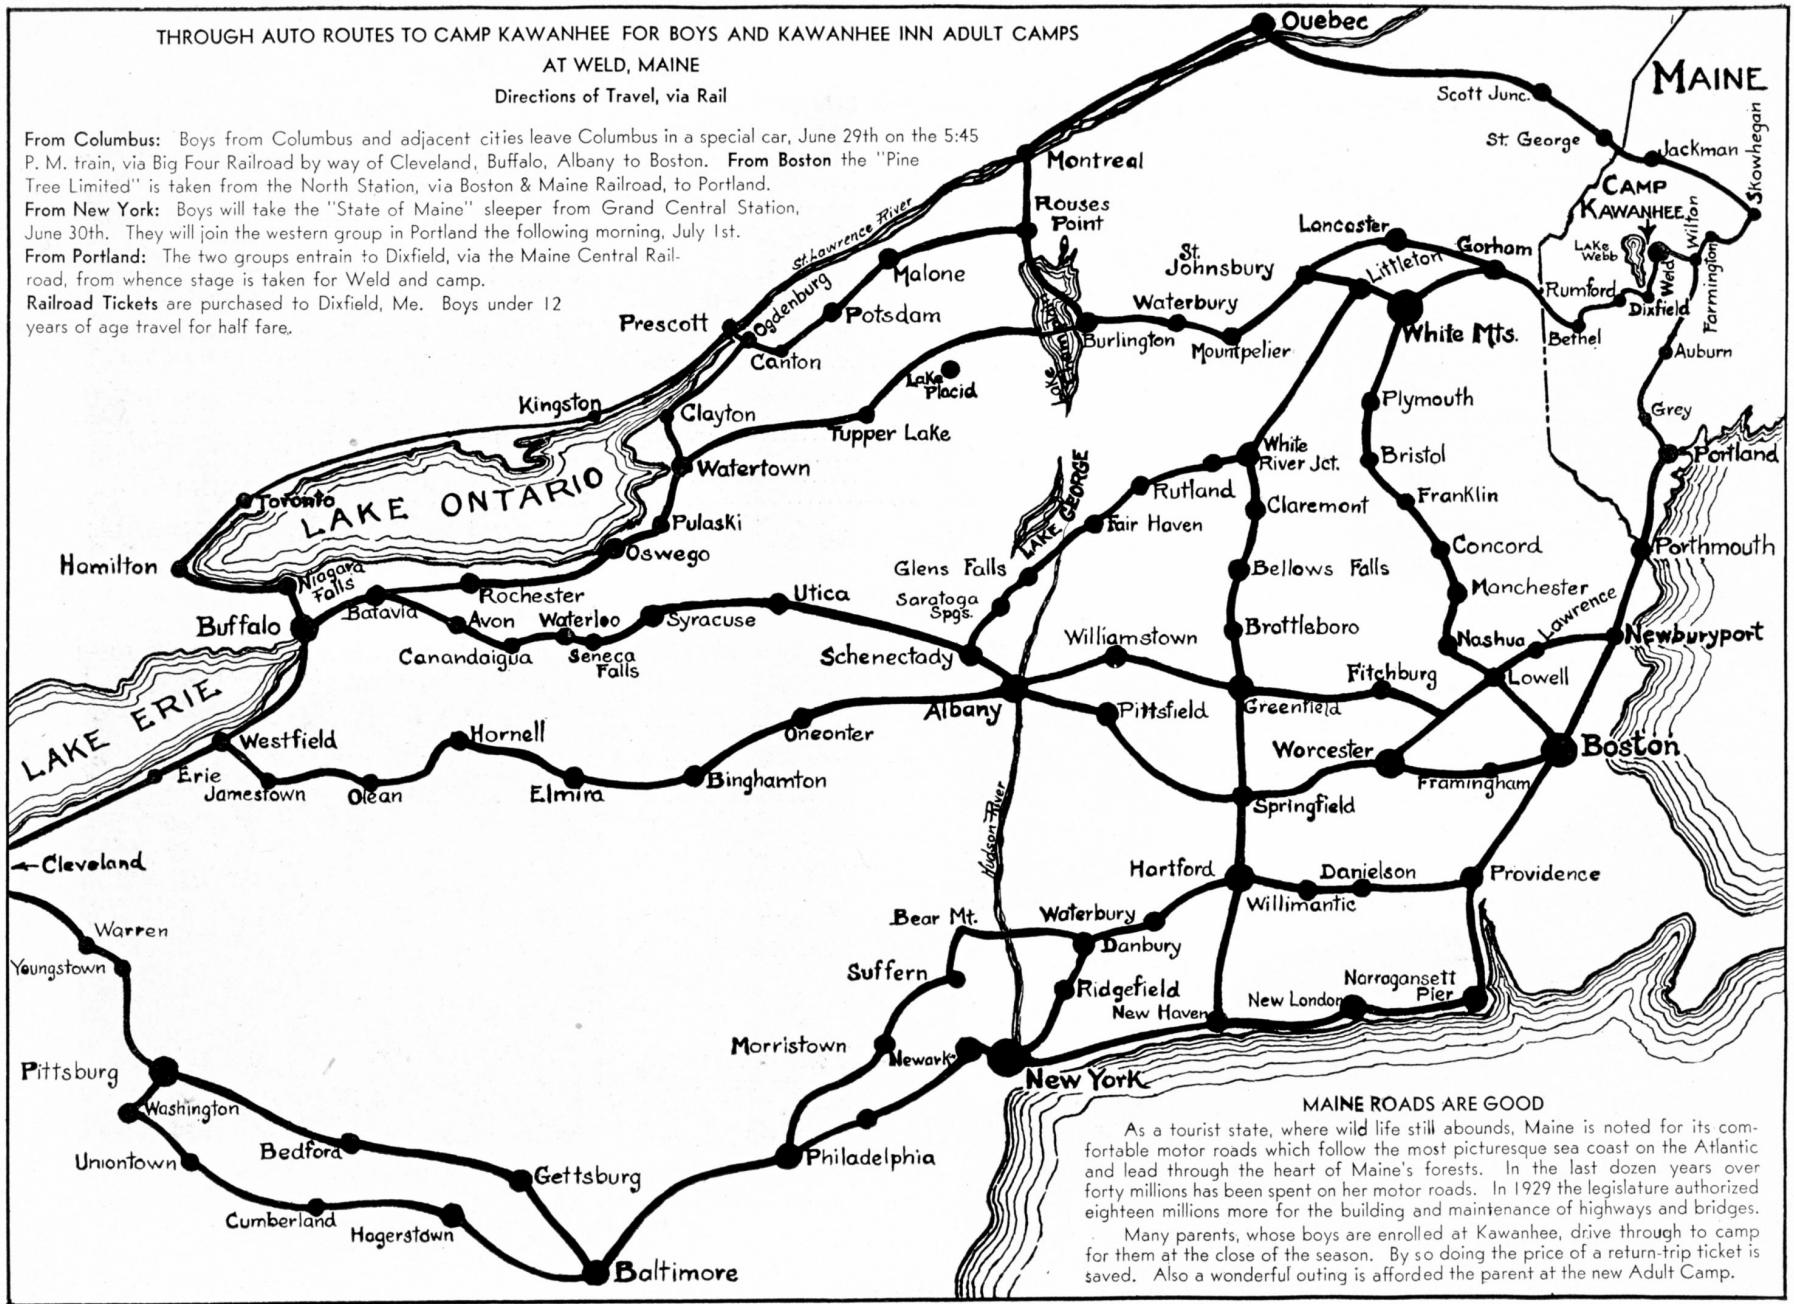 THROUGH AUTO ROUTES TO CAMP KAWANHEE FOR BOYS AND KAWANHEE INN ADULT CAMPS
AT WELD, MAINE
Directions of Travel, via Rail
From Columbus: Boys from Columbus and adjacent cities leave Columbus in a special car, June 29th on the 5:45
P. M. train, via Big Four Railroad by way of Cleveland, Buffalo, Albany to Boston. From Boston the "Pine
Tree Limited" is taken from the North Station, via Boston & Maine Railroad, to Portland.
From New York: Boys will take the "State of Maine" sleeper from Grand Central Station,
June 30th. They will join the western group in Portland the following morning, July 1st.
From Portland: The two groups entrain to Dixfield, via the Maine Central Rail-
road, from whence stage is taken for Weld and camp.
Railroad Tickets are purchased to Dixfield, Me. Boys under 12
years of age travel for half fare.
Quebec
MAINE
Scott Junc.
St. George
Jackman
Skowhegan
Montreal
CAMP
KAWANHEE
Wilton
Rouses
Point
St. Lawrence River
Lancaster
Gorham
LAKE
Webb
Weld
Farmington
St.
Johnsbury
Littleton
Malone
Ogdenburg
Rumford
Dixfield
Waterbury
Prescott
Potsdam
White Mts.
Bethel
Burlington
Mountpelier
Canton
Lake Champlain
Auburn
Lake
Placid
Kingston
Clayton
Plymouth
Grey
Tupper Lake
White
River Jct.
Bristol
Portland
Watertown
LAKE ONTARIO
Toronto
LAKE GEORGE
Rutland
Claremont
Franklin
Pulaski
Fair Haven
Oswego
Concord
Porthmouth
Hamilton
Niagara
Falls
Glens Falls
Bellows Falls
Rochester
Utica
Saratoga
Spgs.
Manchester
Lawrence
Batavia
Buffalo
Avon
Waterloo
Syracuse
Williamstown
Brattleboro
Nashua
Newburyport
Canandaigua
Seneca
Falls
Schenectady
Fitchburg
Lowell
LAKE ERIE
Albany
Pittsfield
Greenfield
Westfield
Hornell
Oneonter
Worcester
Boston
Erie
Jamestown
Olean
Elmira
Binghamton
Framingham
Springfield
Hudson River
Cleveland
Hartford
Danielson
Providence
Willimantic
Bear Mt.
Waterbury
Danbury
Warren
Youngstown
Suffern
Ridgefield
Narragansett
Pier
New London
New Haven
Morristown
Newark
New York
Pittsburg
Washington
Bedford
Uniontown
Philadelphia
Gettsburg
Cumberland
Hagerstown
Baltimore
MAINE ROADS ARE GOOD
As a tourist state, where wild life still abounds, Maine is noted for its com-
fortable motor roads which follow the most picturesque sea coast on the Atlantic
and lead through the heart of Maine's forests. In the last dozen years over
forty millions has been spent on her motor roads. In 1929 the legislature authorized
eighteen millions more for the building and maintenance of highways and bridges.
Many parents, whose boys are enrolled at Kawanhee, drive through to camp
for them at the close of the season. By so doing the price of a return-trip ticket is
saved. Also a wonderful outing is afforded the parent at the new Adult Camp.